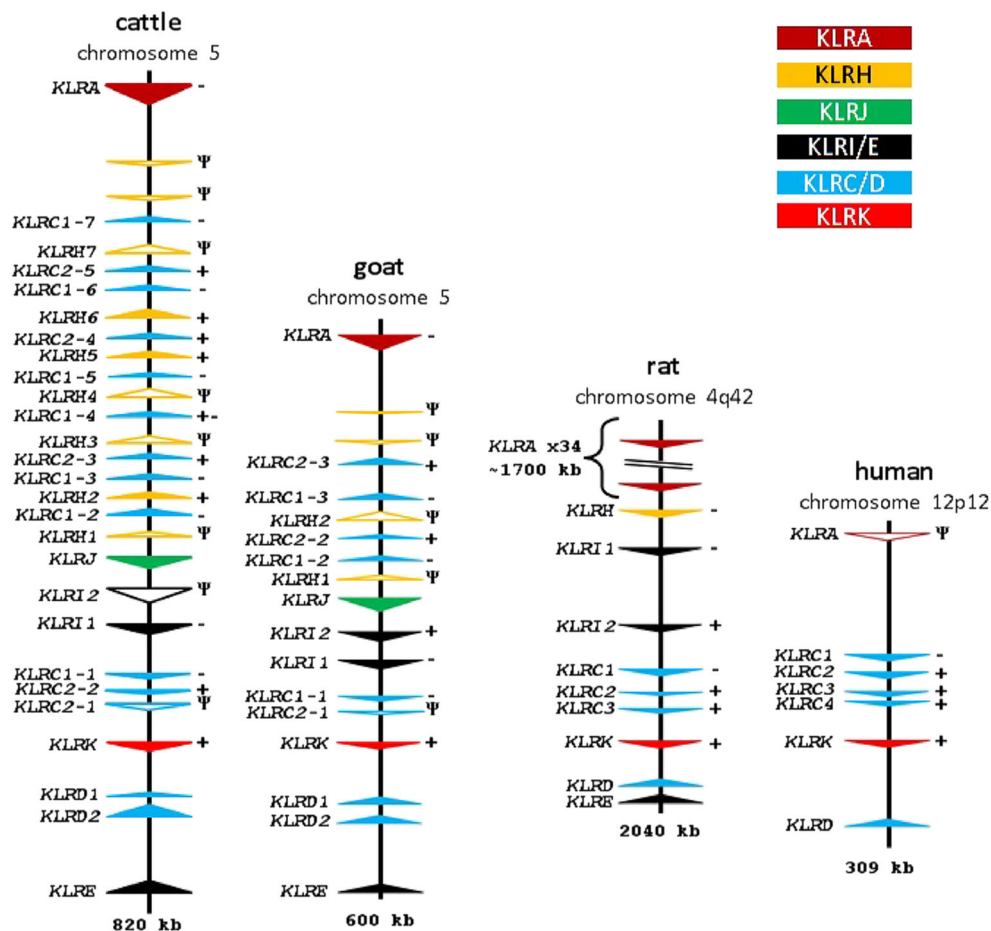 cattle
chromosome 5
KLRA -
Ψ
Ψ
KLRC1-7 -
KLRH7 Ψ
KLRC2-5 +
KLRC1-6 -
KLRH6 +
KLRC2-4 +
KLRH5 +
KLRC1-5 -
KLRH4 Ψ
KLRC1-4 +-
KLRH3 Ψ
KLRC2-3 +
KLRC1-3 -
KLRH2 +
KLRC1-2 -
KLRH1 Ψ
KLRJ
KLRI2 Ψ
KLRI1 -
KLRC1-1 -
KLRC2-2 +
KLRC2-1 Ψ
KLRK +
KLRD1
KLRD2
KLRE
820 kb
goat
chromosome 5
KLRA -
Ψ
Ψ
KLRC2-3 +
KLRC1-3 -
KLRH2 Ψ
KLRC2-2 +
KLRC1-2 -
KLRH1 Ψ
KLRJ
KLRI2 +
KLRI1 -
KLRC1-1 -
KLRC2-1 Ψ
KLRK +
KLRD1
KLRD2
KLRE
600 kb
rat
chromosome 4q42
KLRA x34
~1700 kb
KLRH -
KLRI1 -
KLRI2 +
KLRC1 -
KLRC2 +
KLRC3 +
KLRK +
KLRD
KLRE
2040 kb
human
chromosome 12p12
KLRA Ψ
KLRC1 -
KLRC2 +
KLRC3 +
KLRC4 +
KLRK +
KLRD
309 kb
KLRA
KLRH
KLRJ
KLRI/E
KLRC/D
KLRK